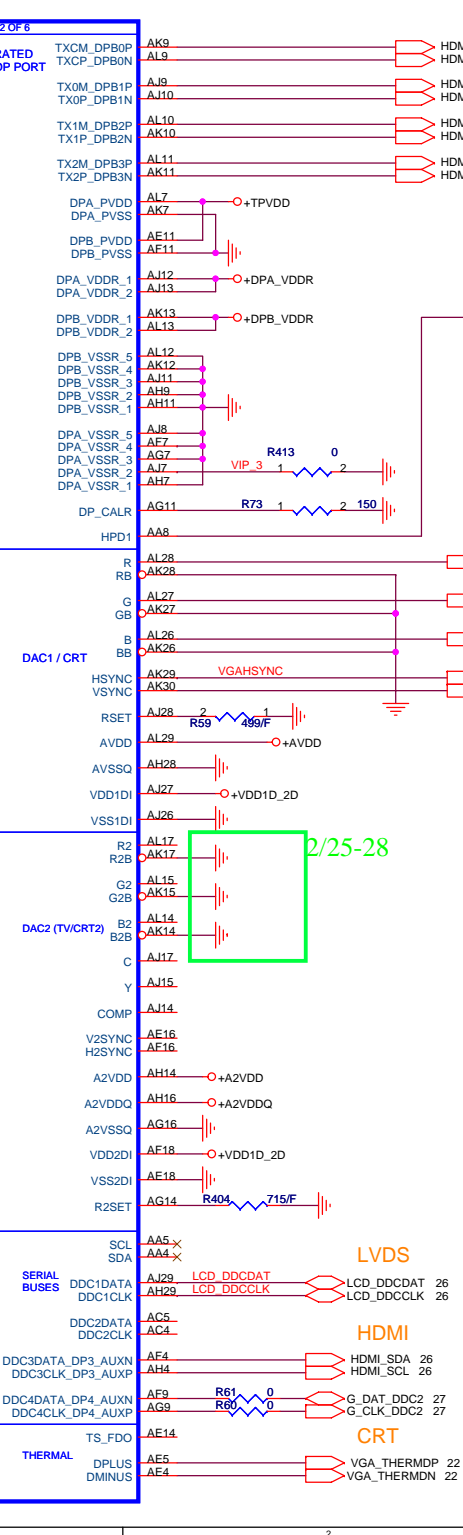 2 OF 6
RATED
OP PORT
TXCM_DPB0P AK9 HDM
TXCP_DPB0N AL9 HDM
TX0M_DPB1P AJ9 HDM
TX0P_DPB1N AJ10 HDM
TX1M_DPB2P AL10 HDM
TX1P_DPB2N AK10 HDM
TX2M_DPB3P AL11 HDM
TX2P_DPB3N AK11 HDM
DPA_PVDD AL7 +TPVDD
DPA_PVSS AK7
DPB_PVDD AE11
DPB_PVSS AF11
DPA_VDDR_1 AJ12 +DPA_VDDR
DPA_VDDR_2 AJ13
DPB_VDDR_1 AK13 +DPB_VDDR
DPB_VDDR_2 AL13
DPB_VSSR_5 AL12
DPB_VSSR_4 AK12
DPB_VSSR_3 AJ11
DPB_VSSR_2 AH9
DPB_VSSR_1 AH11
DPA_VSSR_5 AJ8
DPA_VSSR_4 AF7
DPA_VSSR_3 AG7
DPA_VSSR_2 AJ7 VIP_3 1 R413 0 2
DPA_VSSR_1 AH7
DP_CALR AG11 R73 1 2 150
HPD1 AA8
R AL28
RB AK28
G AL27
GB AK27
B AL26
BB AK26
DAC1 / CRT
HSYNC AK29 VGAHSYNC
VSYNC AK30
RSET AJ28 2 R59 499/F 1
AVDD AL29 +AVDD
AVSSQ AH28
VDD1DI AJ27 +VDD1D_2D
VSS1DI AJ26
R2 AL17 2/25-28
R2B AK17
G2 AL15
G2B AK15
B2 AL14
DAC2 (TV/CRT2)
B2B AK14
C AJ17
Y AJ15
COMP AJ14
V2SYNC AE16
H2SYNC AF16
A2VDD AH14 +A2VDD
A2VDDQ AH16 +A2VDDQ
A2VSSQ AG16
VDD2DI AF18 +VDD1D_2D
VSS2DI AE18
R2SET AG14 R404 715/F
SCL AA5
SDA AA4
LVDS
SERIAL
BUSES
DDC1DATA AJ29 LCD_DDCDAT LCD_DDCDAT 26
DDC1CLK AH29 LCD_DDCCLK LCD_DDCCLK 26
DDC2DATA AC5
DDC2CLK AC4
HDMI
DDC3DATA_DP3_AUXN AF4 HDMI_SDA 26
DDC3CLK_DP3_AUXP AH4 HDMI_SCL 26
DDC4DATA_DP4_AUXN AF9 R61 0 G_DAT_DDC2 27
DDC4CLK_DP4_AUXP AG9 R60 0 G_CLK_DDC2 27
TS_FDO AE14
CRT
THERMAL
DPLUS AF5 VGA_THERMDP 22
DMINUS AF4 VGA_THERMDN 22
2